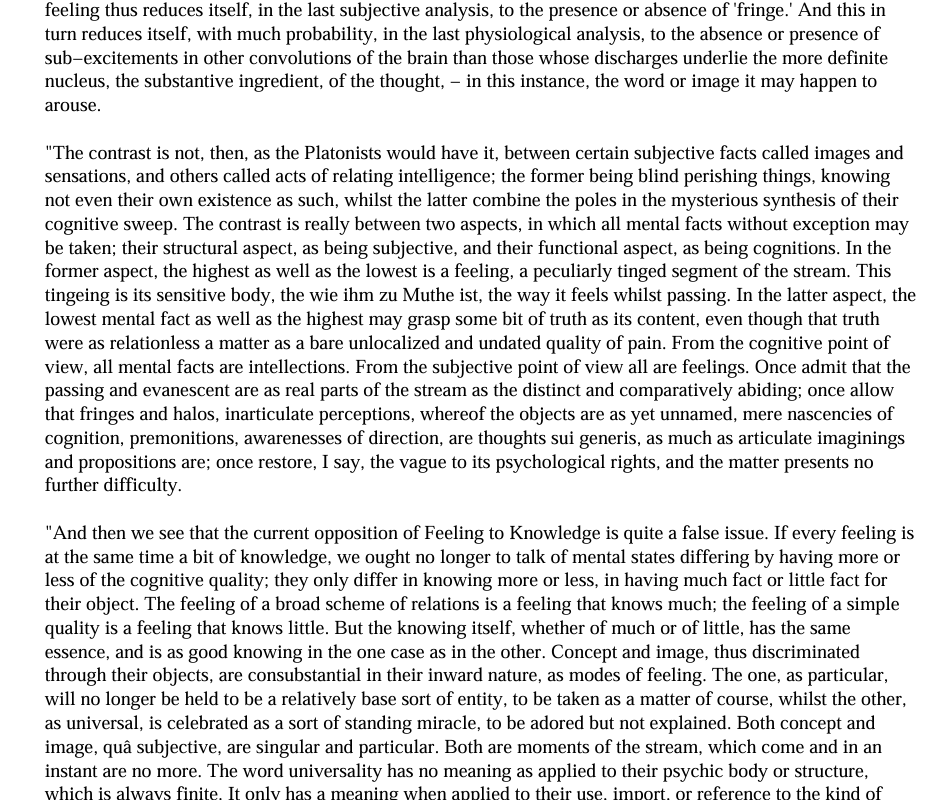 feeling thus reduces itself, in the last subjective analysis, to the presence or absence of 'fringe.' And this in
turn reduces itself, with much probability, in the last physiological analysis, to the absence or presence of
sub−excitements in other convolutions of the brain than those whose discharges underlie the more definite
nucleus, the substantive ingredient, of the thought, − in this instance, the word or image it may happen to
arouse.
"The contrast is not, then, as the Platonists would have it, between certain subjective facts called images and
sensations, and others called acts of relating intelligence; the former being blind perishing things, knowing
not even their own existence as such, whilst the latter combine the poles in the mysterious synthesis of their
cognitive sweep. The contrast is really between two aspects, in which all mental facts without exception may
be taken; their structural aspect, as being subjective, and their functional aspect, as being cognitions. In the
former aspect, the highest as well as the lowest is a feeling, a peculiarly tinged segment of the stream. This
tingeing is its sensitive body, the wie ihm zu Muthe ist, the way it feels whilst passing. In the latter aspect, the
lowest mental fact as well as the highest may grasp some bit of truth as its content, even though that truth
were as relationless a matter as a bare unlocalized and undated quality of pain. From the cognitive point of
view, all mental facts are intellections. From the subjective point of view all are feelings. Once admit that the
passing and evanescent are as real parts of the stream as the distinct and comparatively abiding; once allow
that fringes and halos, inarticulate perceptions, whereof the objects are as yet unnamed, mere nascencies of
cognition, premonitions, awarenesses of direction, are thoughts sui generis, as much as articulate imaginings
and propositions are; once restore, I say, the vague to its psychological rights, and the matter presents no
further difficulty.
"And then we see that the current opposition of Feeling to Knowledge is quite a false issue. If every feeling is
at the same time a bit of knowledge, we ought no longer to talk of mental states differing by having more or
less of the cognitive quality; they only differ in knowing more or less, in having much fact or little fact for
their object. The feeling of a broad scheme of relations is a feeling that knows much; the feeling of a simple
quality is a feeling that knows little. But the knowing itself, whether of much or of little, has the same
essence, and is as good knowing in the one case as in the other. Concept and image, thus discriminated
through their objects, are consubstantial in their inward nature, as modes of feeling. The one, as particular,
will no longer be held to be a relatively base sort of entity, to be taken as a matter of course, whilst the other,
as universal, is celebrated as a sort of standing miracle, to be adored but not explained. Both concept and
image, quâ subjective, are singular and particular. Both are moments of the stream, which come and in an
instant are no more. The word universality has no meaning as applied to their psychic body or structure,
which is always finite. It only has a meaning when applied to their use, import, or reference to the kind of